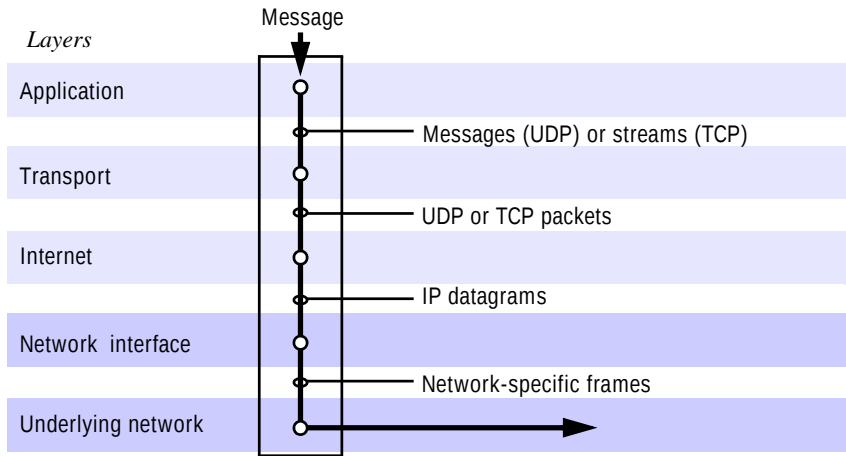 Message
Layers
Application
Messages (UDP) or streams (TCP)
Transport
UDP or TCP packets
Internet
IP datagrams
Network interface
Network-specific frames
Underlying network